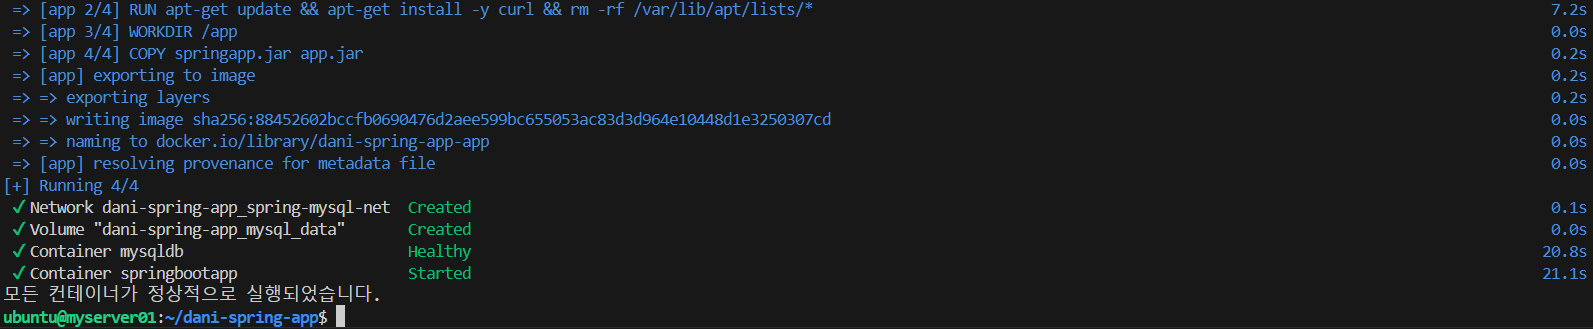 => [app 2/4] RUN apt-get update && apt-get install -y curl && rm -rf /var/lib/apt/lists/* 7.2s
=> [app 3/4] WORKDIR /app 0.0s
=> [app 4/4] COPY springapp.jar app.jar 0.2s
=> [app] exporting to image 0.2s
=> => exporting layers 0.2s
=> => writing image sha256:88452602bccfb0690476d2aee599bc655053ac83d3d964e10448d1e3250307cd 0.0s
=> => naming to docker.io/library/dani-spring-app-app 0.0s
=> [app] resolving provenance for metadata file 0.0s
[+] Running 4/4
✔ Network dani-spring-app_spring-mysql-net Created 0.1s
✔ Volume "dani-spring-app_mysql_data" Created 0.0s
✔ Container mysqldb Healthy 20.8s
✔ Container springbootapp Started 21.1s
모든 컨테이너가 정상적으로 실행되었습니다.
ubuntu@myserver01:~/dani-spring-app$